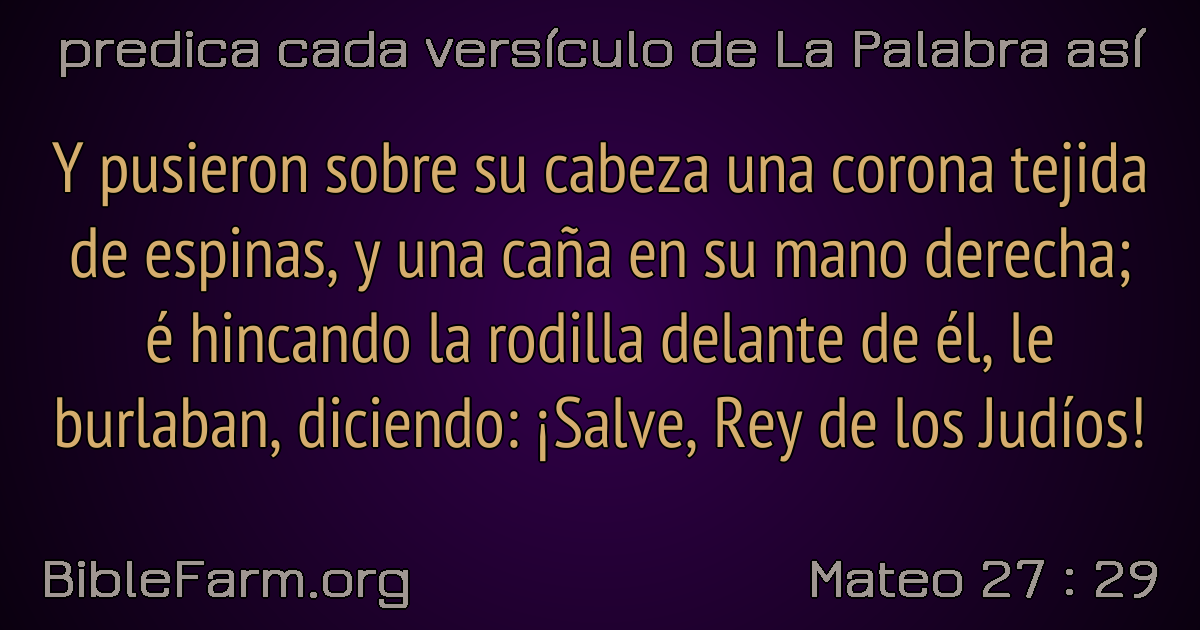 predica cada versículo de La Palabra así
Y pusieron sobre su cabeza una corona tejida
de espinas, y una caña en su mano derecha;
é hincando la rodilla delante de él, le
burlaban, diciendo: ¡Salve, Rey de los Judíos!
BibleFarm.org
Mateo 27 : 29